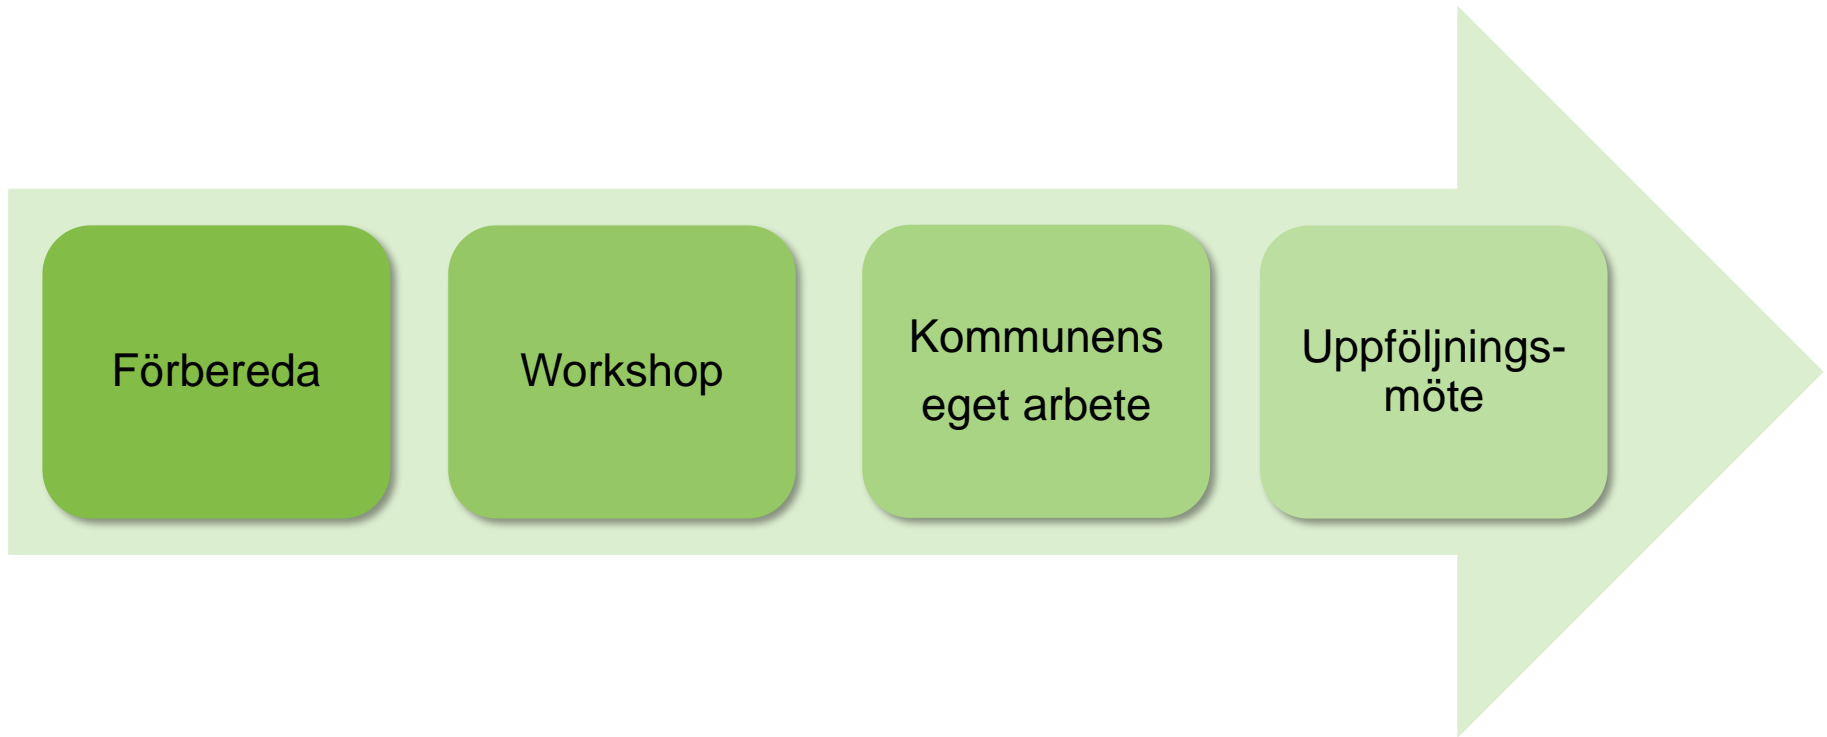 Förbereda
Workshop
Kommunens
eget arbete
Uppföljnings-
möte